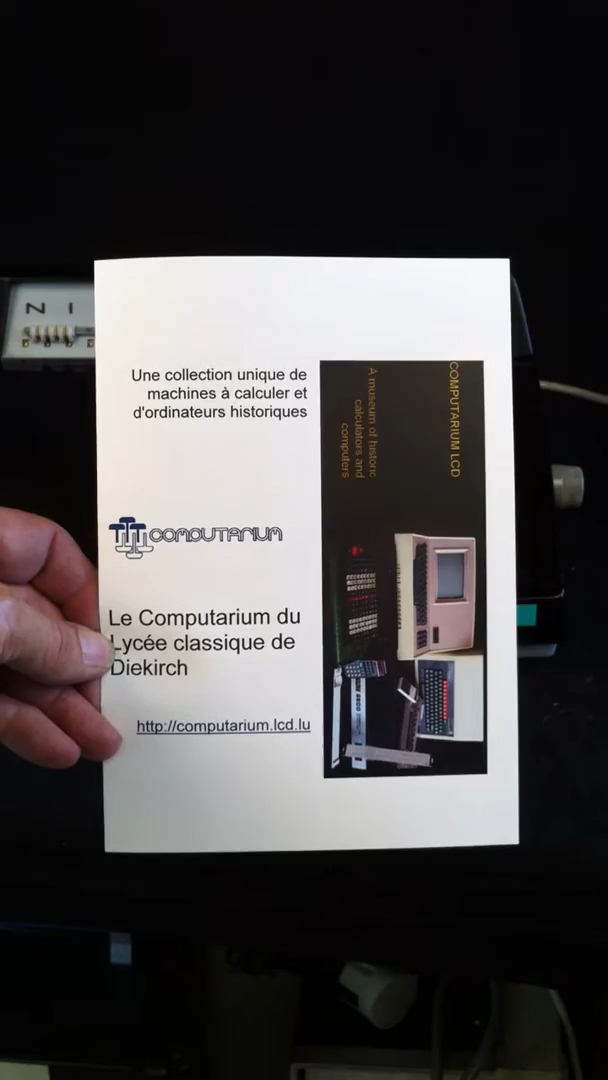 N I
Une collection unique de
machines à calculer et
d'ordinateurs historiques
COMPUTARIUM LCD
A museum of historic
calculators and
computers
COMPUTARIUM
Le Computarium du
Lycée classique de
Diekirch
http://computarium.lcd.lu